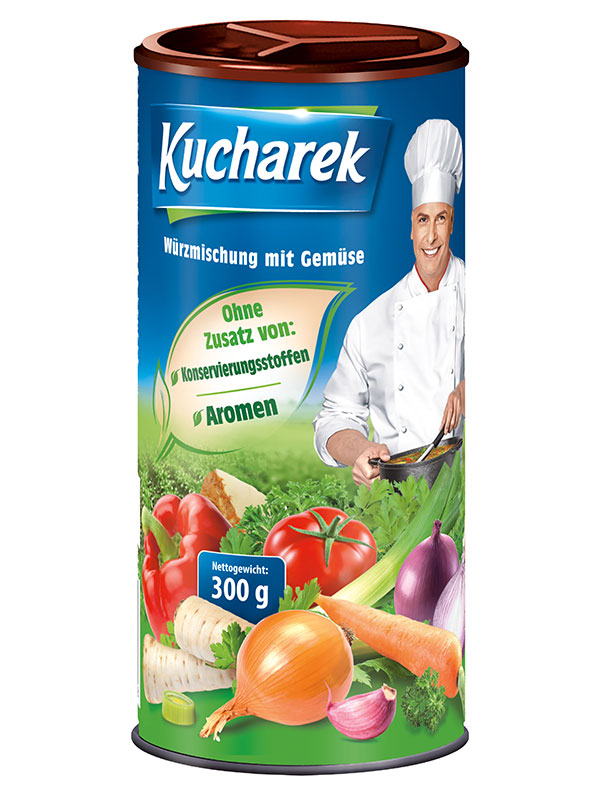 Kucharek
Würzmischung mit Gemüse
Ohne
Zusatz von:
Konservierungsstoffen
Aromen
Nettogewicht:
300 g